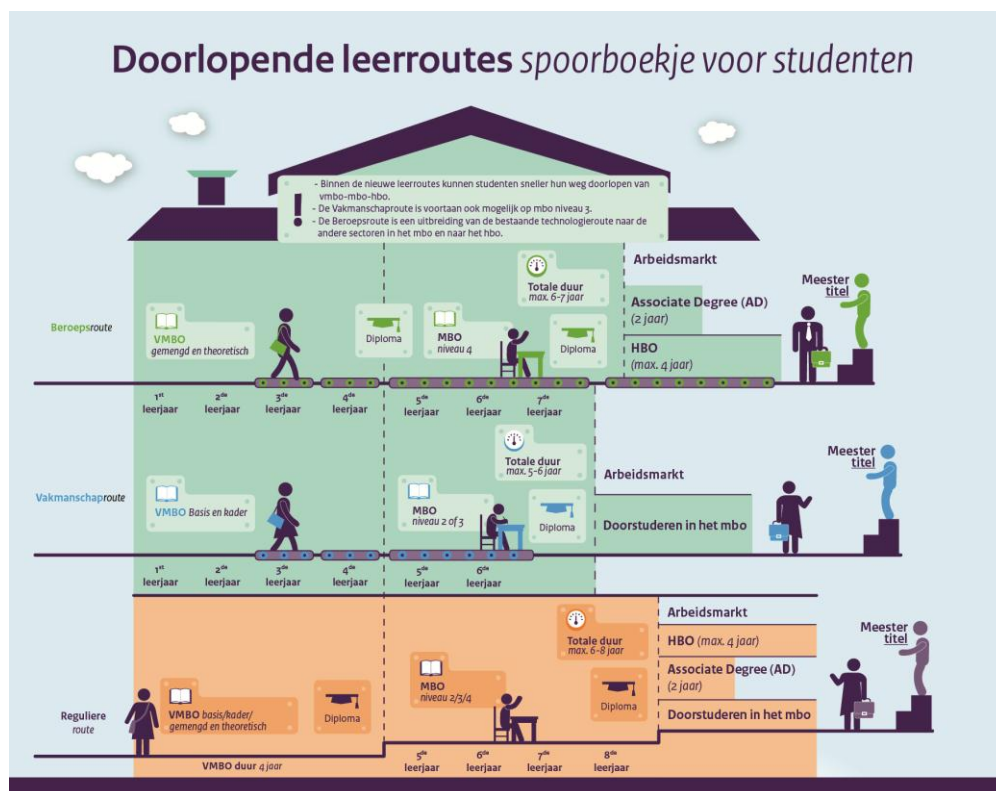 Doorlopende leerroutes spoorboekje voor studenten
!
- Binnen de nieuwe leerroutes kunnen studenten sneller hun weg doorlopen van
vmbo-mbo-hbo.
- De Vakmanschaproute is voortaan ook mogelijk op mbo niveau 3.
- De Beroepsroute is een uitbreiding van de bestaande technologieroute naar de
andere sectoren in het mbo en naar het hbo.
Beroepsroute
VMBO
gemengd en theoretisch
Diploma
MBO
niveau 4
Totale duur
max. 6-7 jaar
Diploma
Arbeidsmarkt
Associate Degree (AD)
(2 jaar)
HBO
(max. 4 jaar)
Meester
titel
1st
leerjaar
2de
leerjaar
3de
leerjaar
4de
leerjaar
5de
leerjaar
6de
leerjaar
7de
leerjaar
Vakmanschaproute
VMBO Basis en kader
MBO
niveau 2 of 3
Totale duur
max. 5-6 jaar
Diploma
Arbeidsmarkt
Doorstuderen in het mbo
Meester
titel
1st
leerjaar
2de
leerjaar
3de
leerjaar
4de
leerjaar
5de
leerjaar
6de
leerjaar
Reguliere
route
VMBO basis/kader/
gemengd en theoretisch
Diploma
MBO
niveau 2/3/4
Totale duur
max. 6-8 jaar
Diploma
Arbeidsmarkt
HBO (max. 4 jaar)
Associate Degree (AD)
(2 jaar)
Doorstuderen in het mbo
Meester
titel
VMBO duur 4 jaar
5de
leerjaar
6de
leerjaar
7de
leerjaar
8de
leerjaar